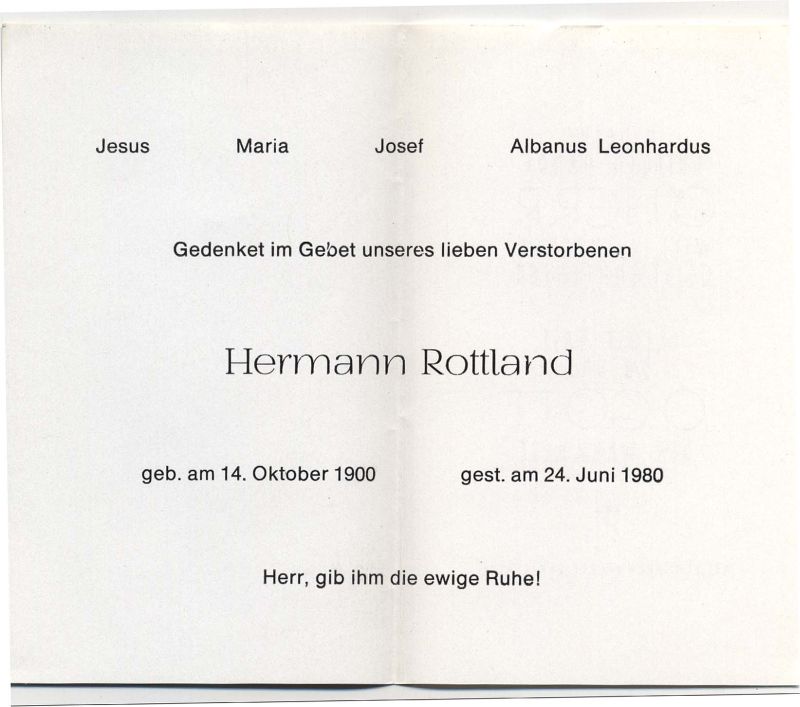 Jesus Maria Josef Albanus Leonhardus
Gedenket im Gebet unseres lieben Verstorbenen
Hermann Rottland
geb. am 14. Oktober 1900 gest. am 24. Juni 1980
Herr, gib ihm die ewige Ruhe!